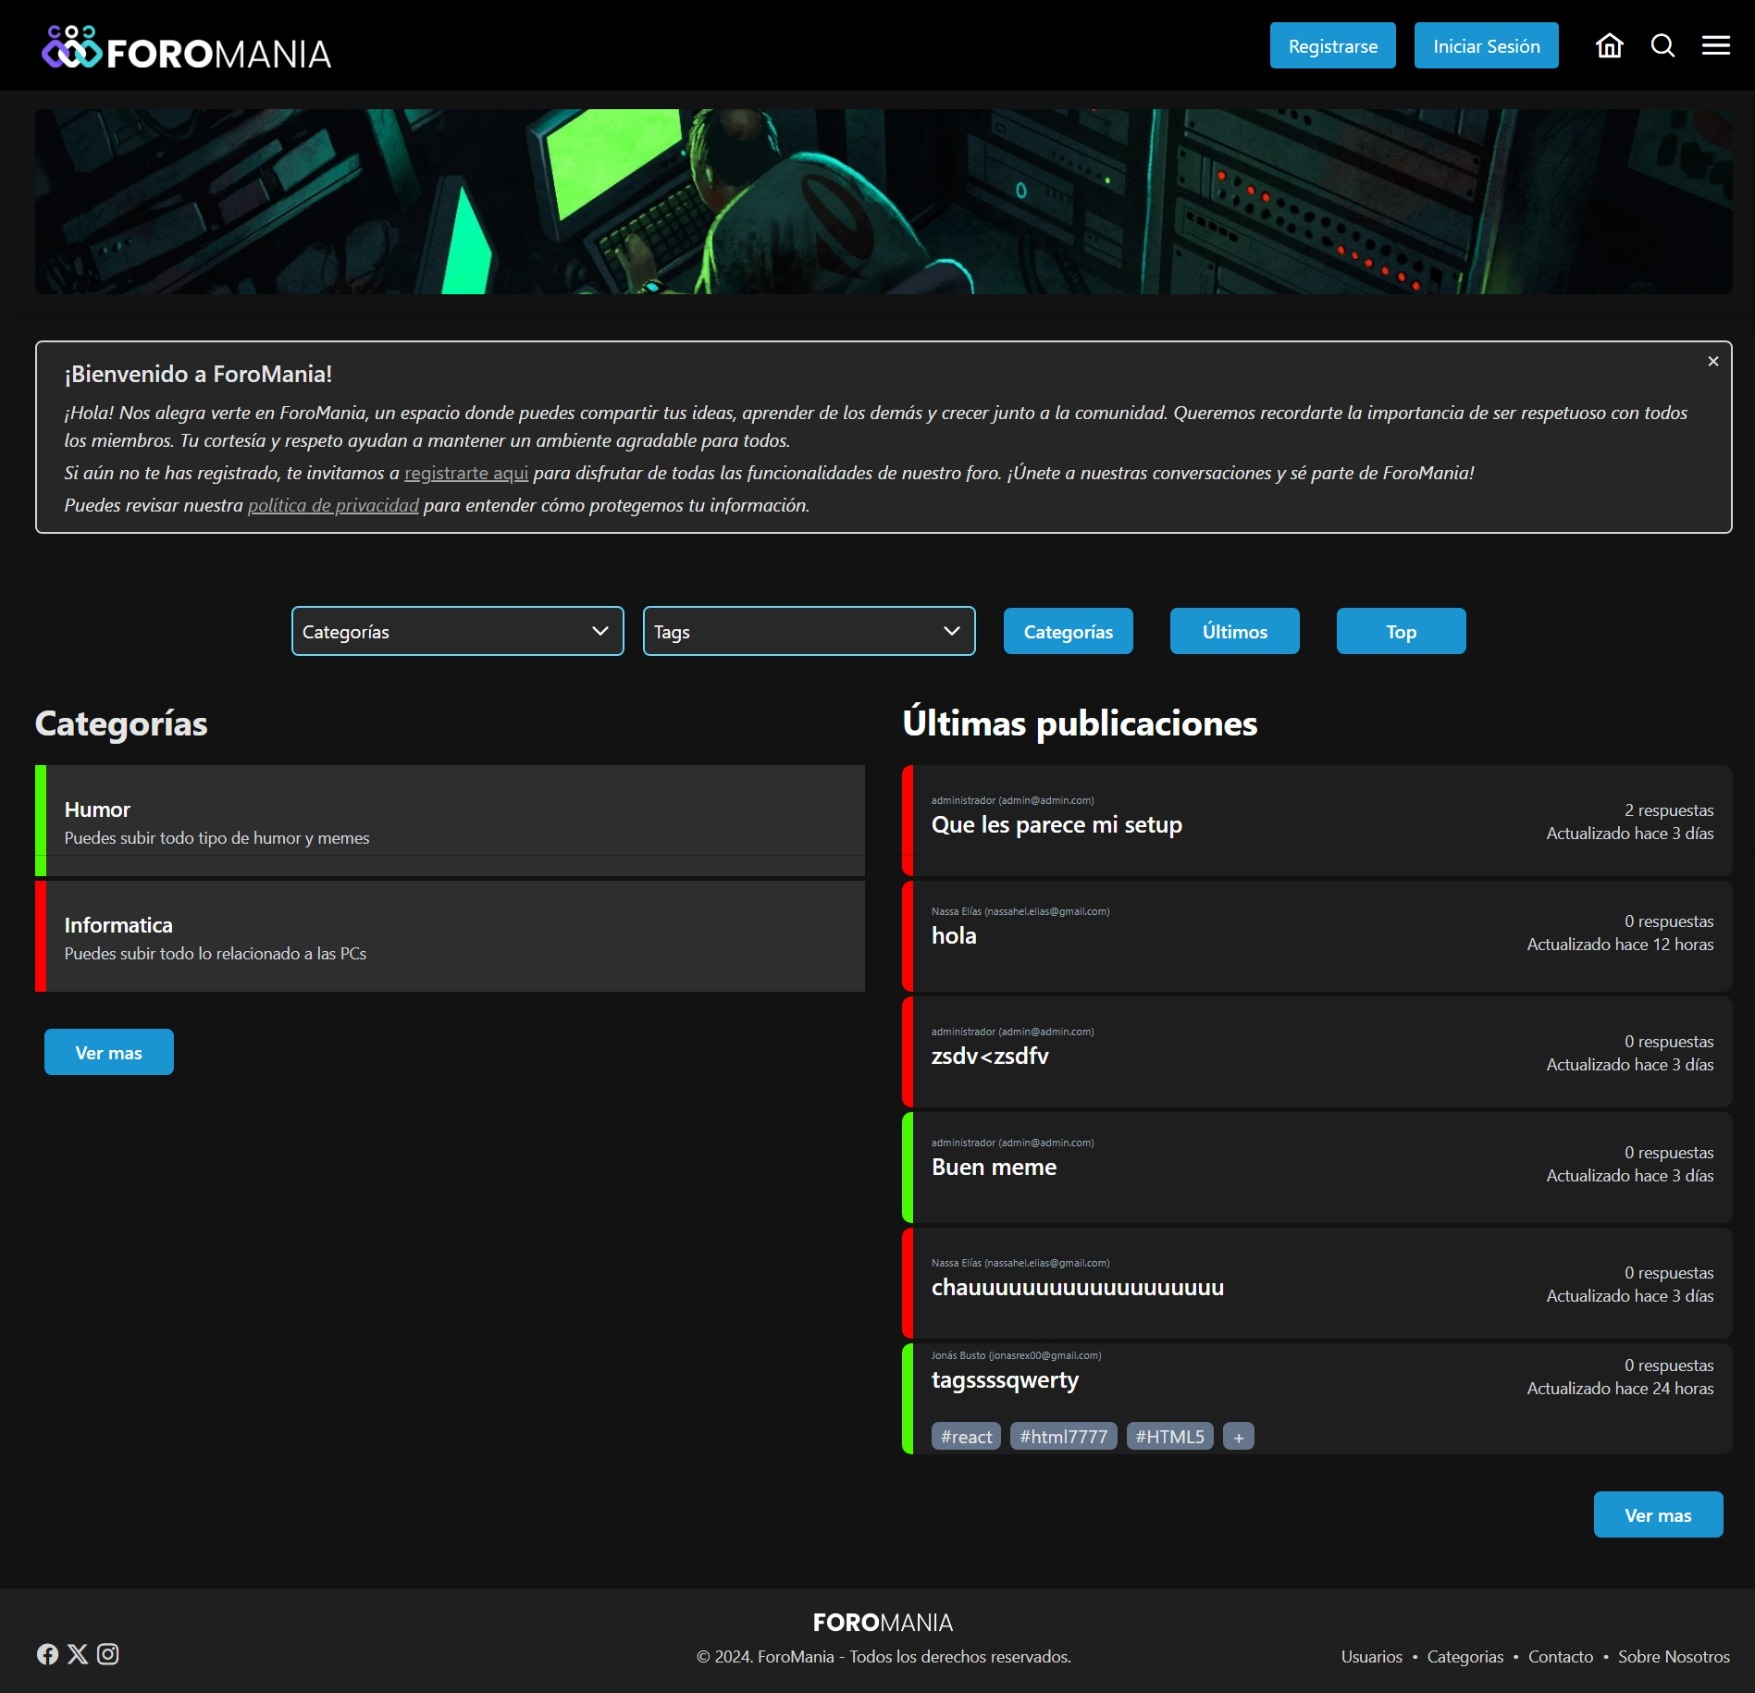 FOROMANIA
Registrarse
Iniciar Sesión
¡Bienvenido a ForoMania!
×
¡Hola! Nos alegra verte en ForoMania, un espacio donde puedes compartir tus ideas, aprender de los demás y crecer junto a la comunidad. Queremos recordarte la importancia de ser respetuoso con todos
los miembros. Tu cortesía y respeto ayudan a mantener un ambiente agradable para todos.
Si aún no te has registrado, te invitamos a registrarte aqui para disfrutar de todas las funcionalidades de nuestro foro. ¡Únete a nuestras conversaciones y sé parte de ForoMania!
Puedes revisar nuestra política de privacidad para entender cómo protegemos tu información.
Categorías
Tags
Categorías
Últimos
Top
Categorías
Humor
Puedes subir todo tipo de humor y memes
Informatica
Puedes subir todo lo relacionado a las PCs
Ver mas
Últimas publicaciones
administrador (admin@admin.com)
Que les parece mi setup
2 respuestas
Actualizado hace 3 días
Nassa Elías (nassahel.elias@gmail.com)
hola
0 respuestas
Actualizado hace 12 horas
administrador (admin@admin.com)
zsdv<zsdfv
0 respuestas
Actualizado hace 3 días
administrador (admin@admin.com)
Buen meme
0 respuestas
Actualizado hace 3 días
Nassa Elías (nassahel.elias@gmail.com)
chauuuuuuuuuuuuuuuuuuu
0 respuestas
Actualizado hace 3 días
Jonás Busto (jonasrex00@gmail.com)
tagssssqwerty
0 respuestas
Actualizado hace 24 horas
#react
#html7777
#HTML5
+
Ver mas
FOROMANIA
© 2024. ForoMania - Todos los derechos reservados.
Usuarios • Categorias • Contacto • Sobre Nosotros